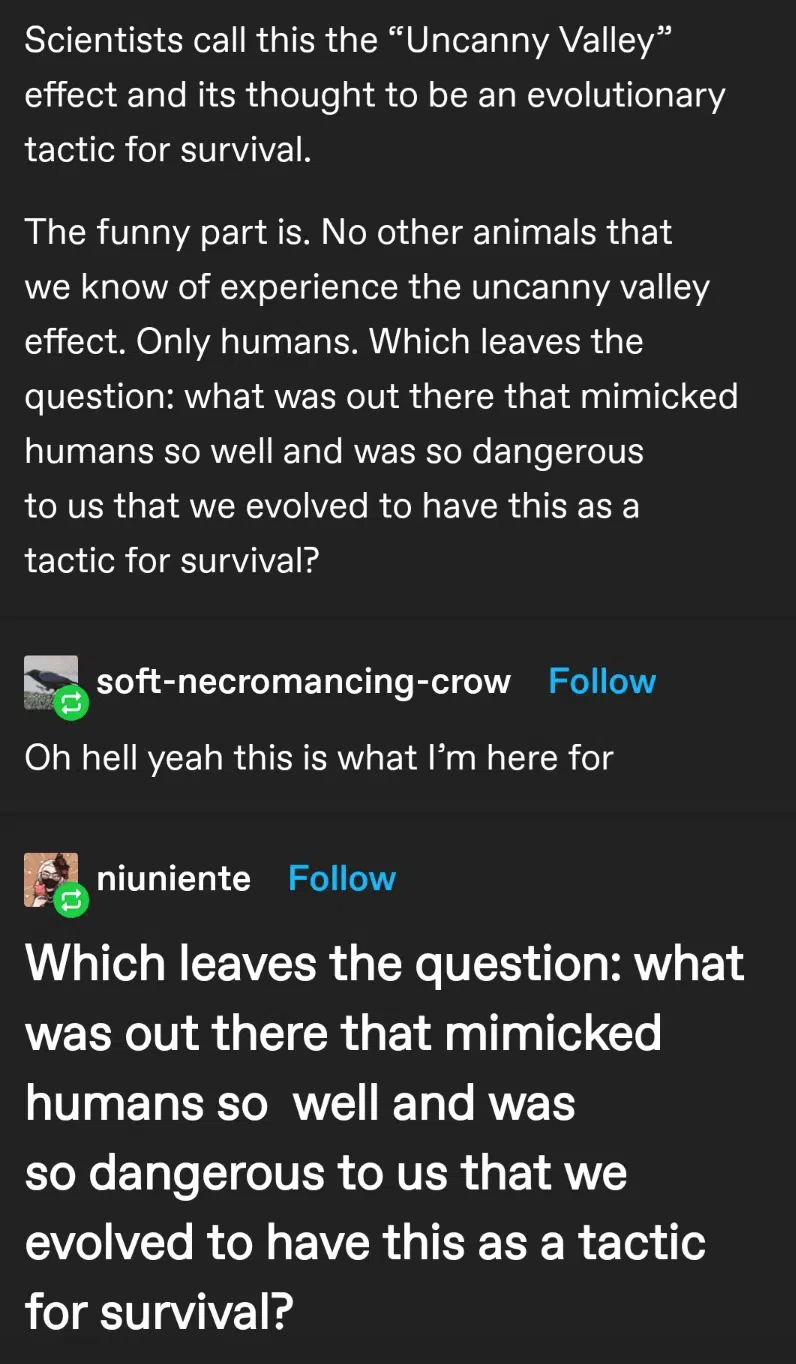 Scientists call this the “Uncanny Valley”
effect and its thought to be an evolutionary
tactic for survival.
The funny part is. No other animals that
we know of experience the uncanny valley
effect. Only humans. Which leaves the
question: what was out there that mimicked
humans so well and was so dangerous
to us that we evolved to have this as a
tactic for survival?
soft-necromancing-crow Follow
Oh hell yeah this is what I’m here for
niuniente Follow
Which leaves the question: what
was out there that mimicked
humans so  well and was
so dangerous to us that we
evolved to have this as a tactic
for survival?